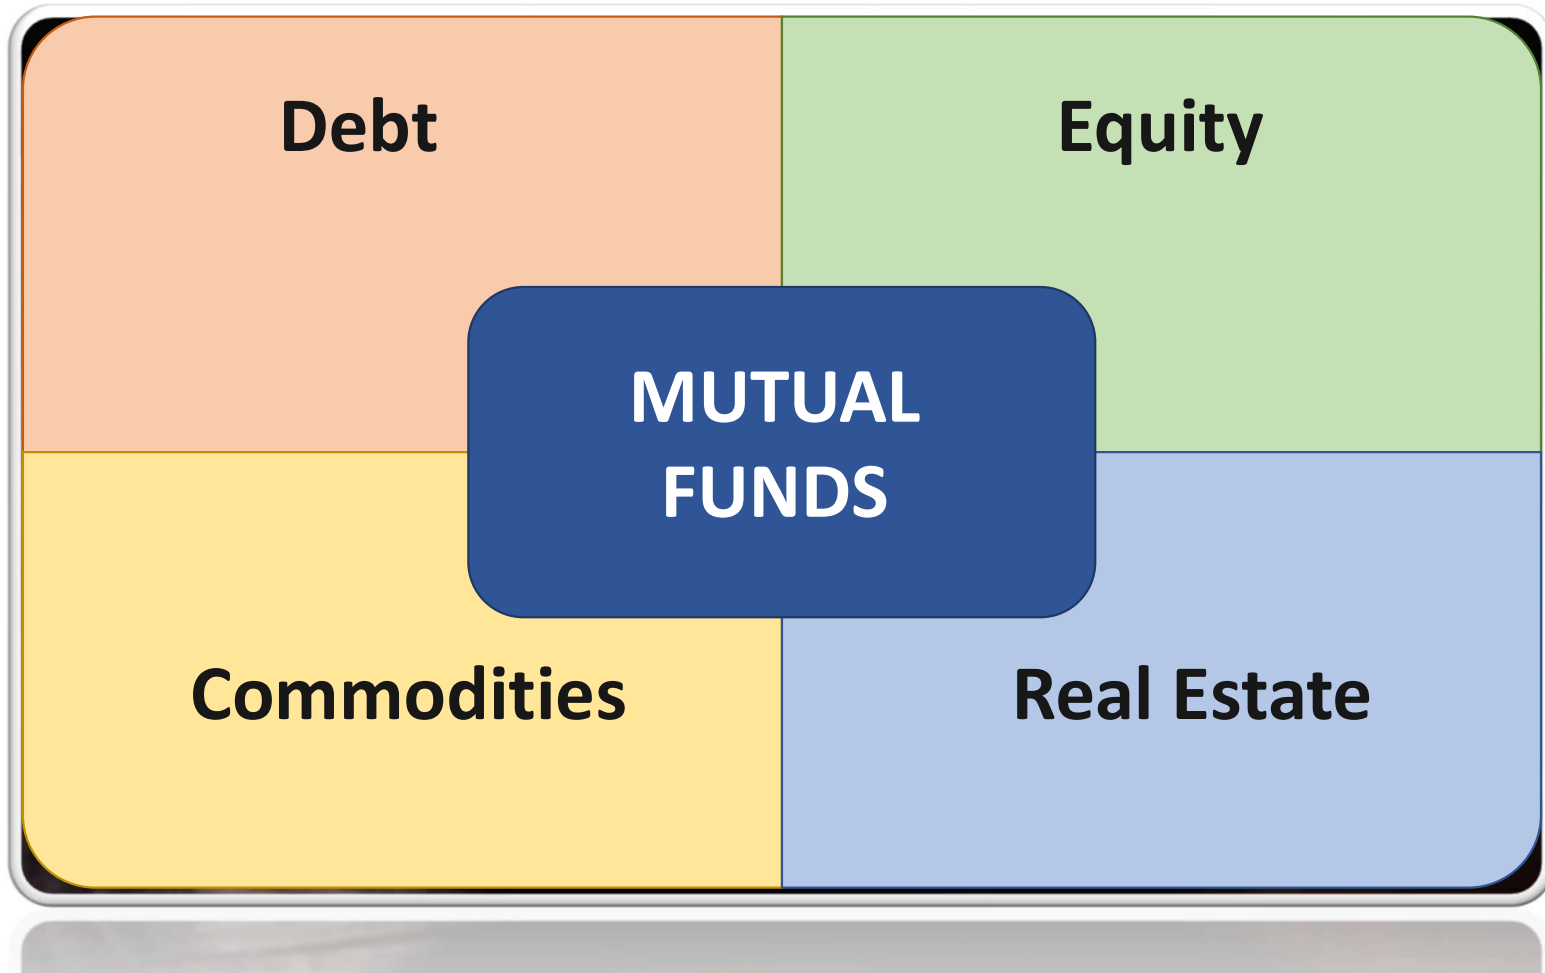 Debt
Equity
MUTUAL
FUNDS
Commodities
Real Estate